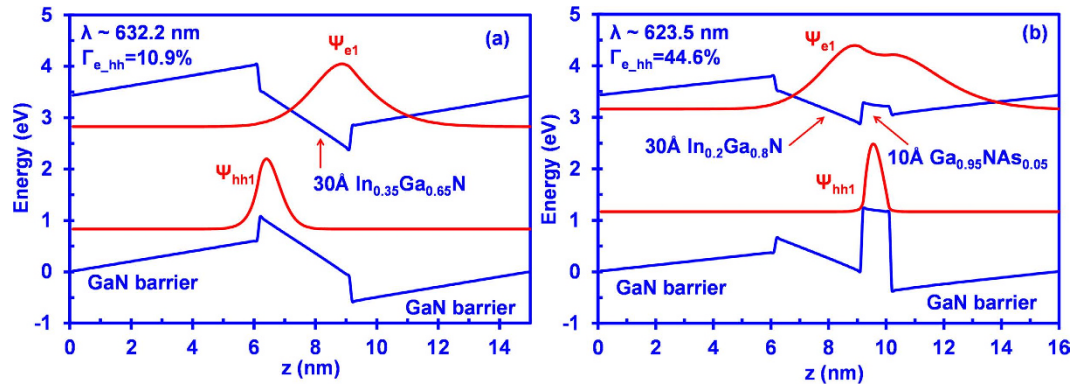 (a)
λ ~ 632.2 nm
Γe_hh=10.9%
Ψe1
Ψhh1
30Å In0.35Ga0.65N
GaN barrier
GaN barrier
Energy (eV)
5
4
3
2
1
0
-1
0 2 4 6 8 10 12 14
z (nm)
(b)
λ ~ 623.5 nm
Γe_hh=44.6%
Ψe1
30Å In0.2Ga0.8N
10Å Ga0.95NAs0.05
Ψhh1
GaN barrier
GaN barrier
Energy (eV)
5
4
3
2
1
0
-1
0 2 4 6 8 10 12 14 16
z (nm)